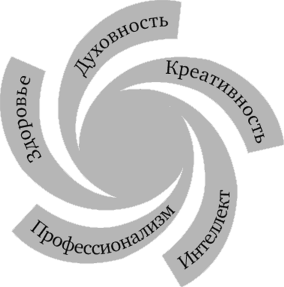 Духовность
Креативность
Интеллект
Профессионализм
Здоровье